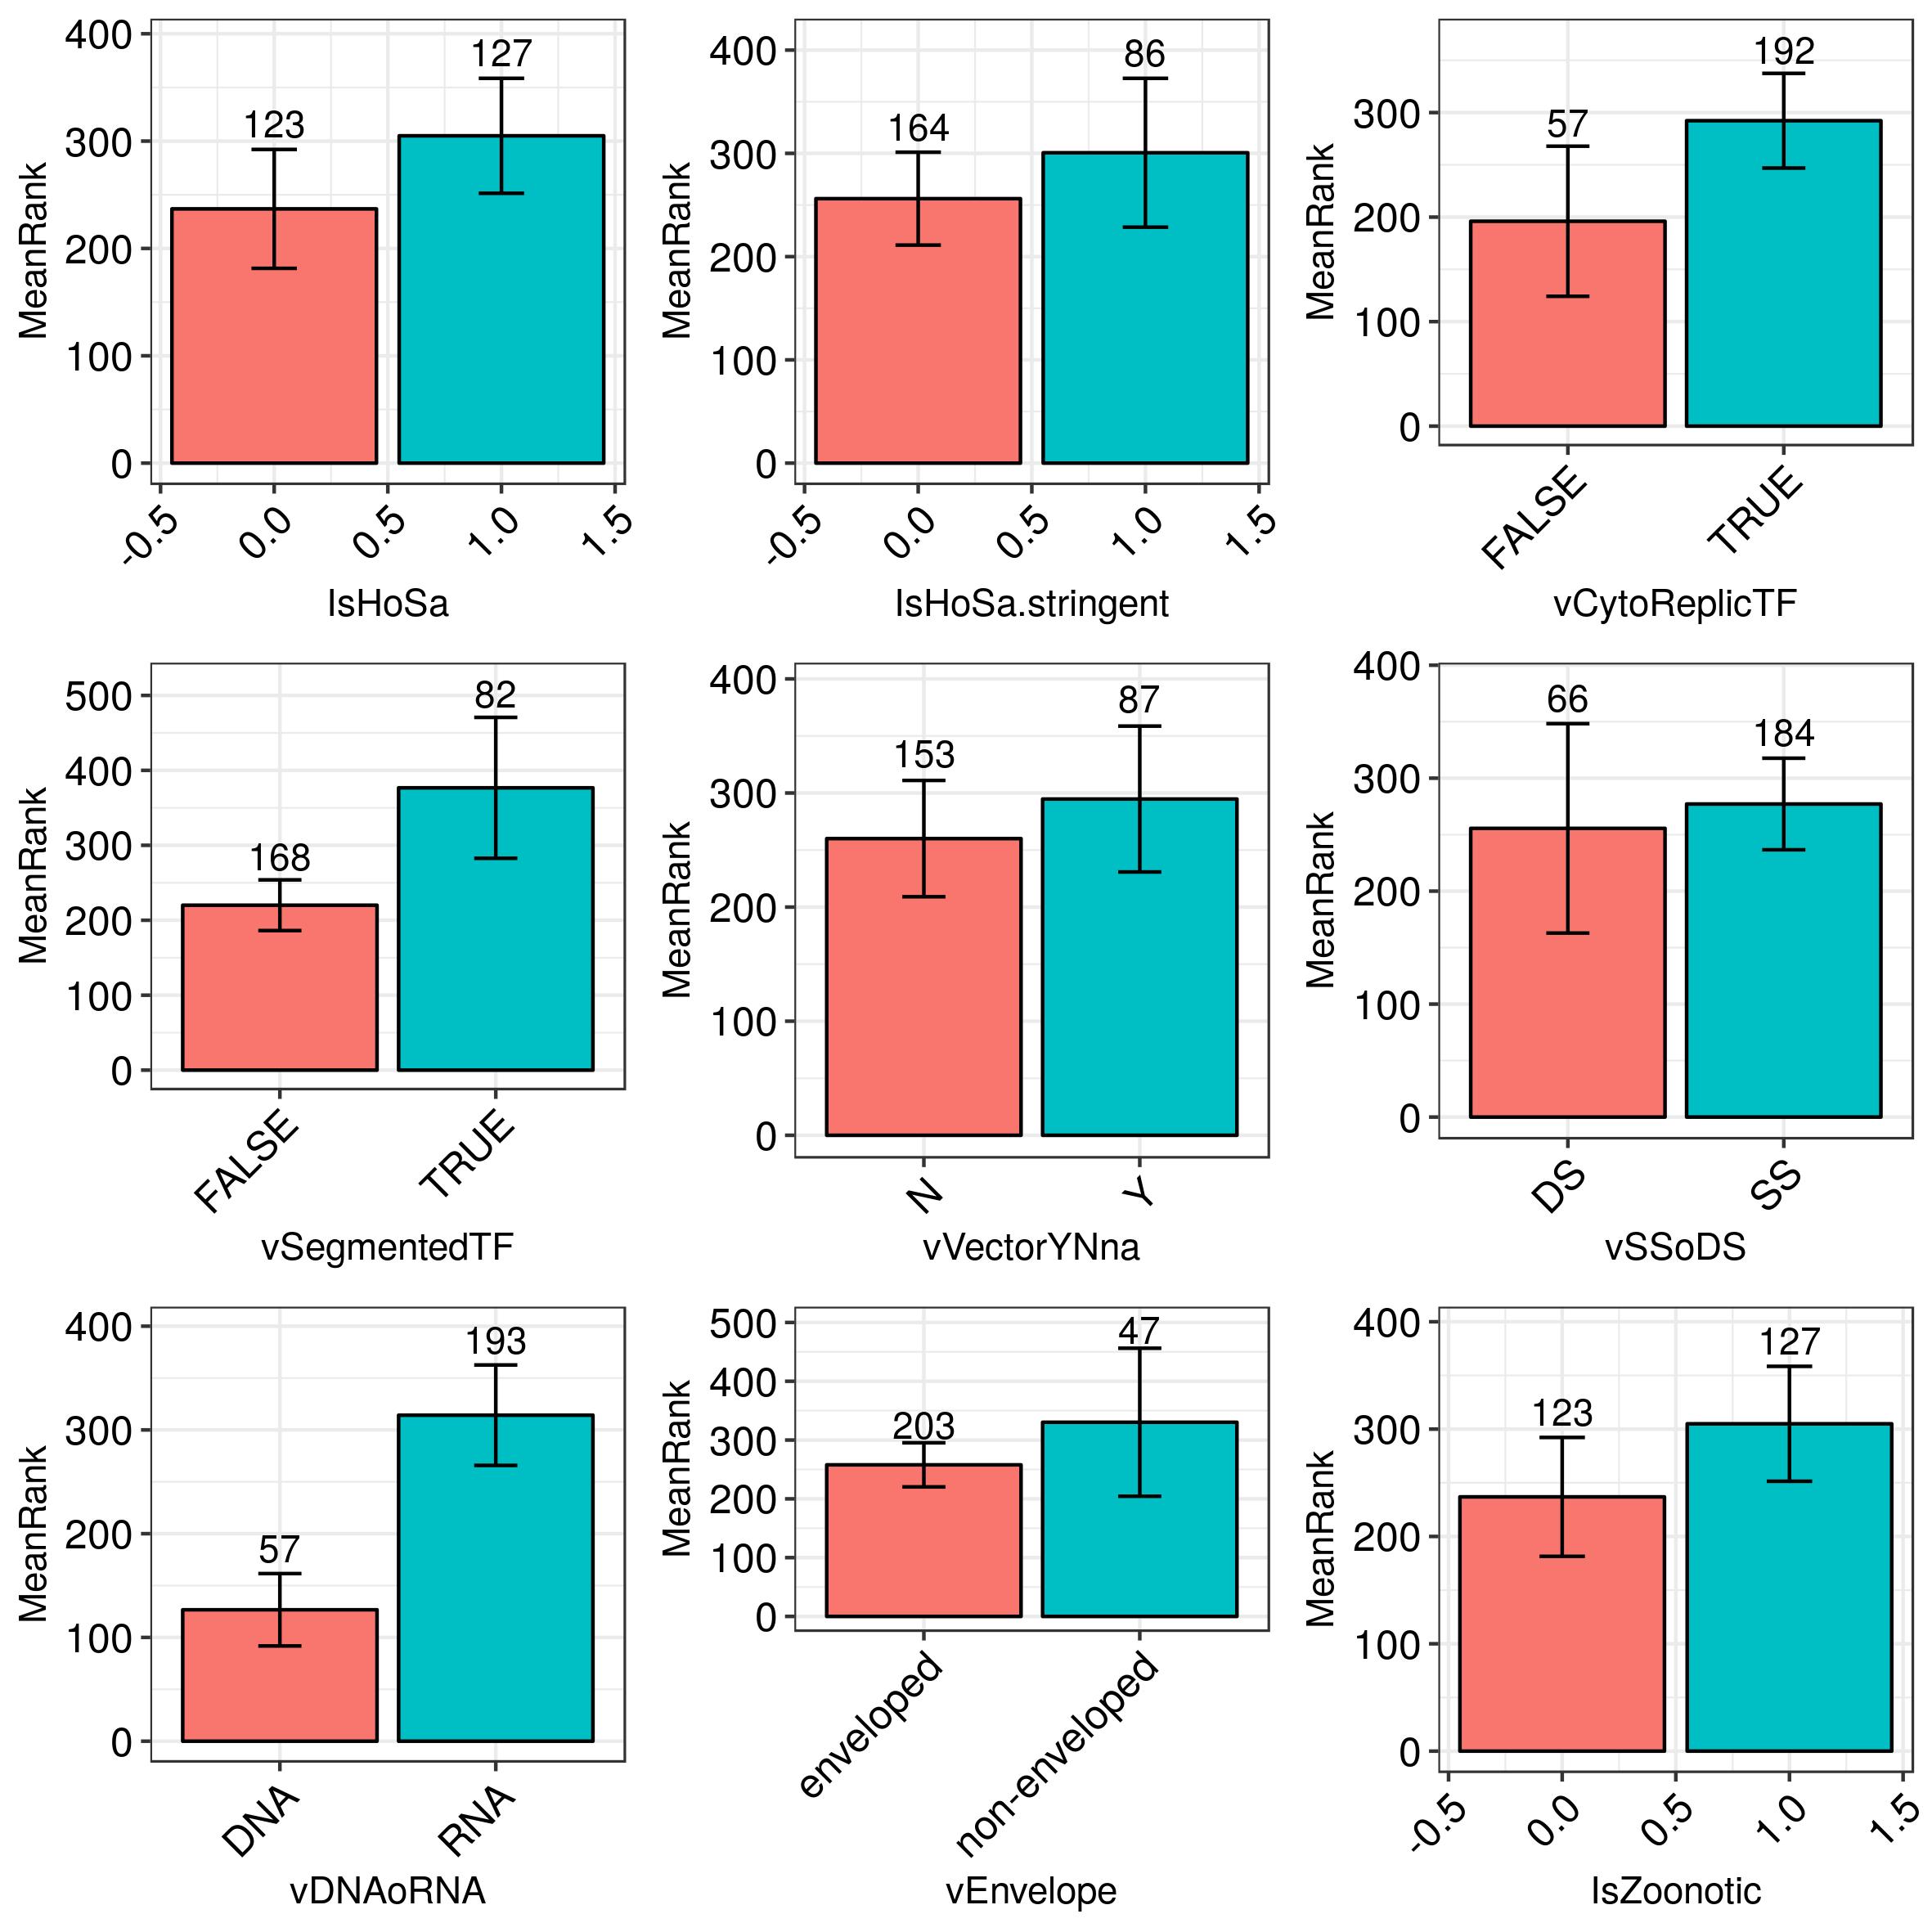 400
300
200
100
0
MeanRank
123
127
-0.5
0.0
0.5
1.0
1.5
IsHoSa
400
300
200
100
0
MeanRank
164
86
-0.5
0.0
0.5
1.0
1.5
IsHoSa.stringent
300
200
100
0
MeanRank
57
192
FALSE
TRUE
vCytoReplicTF
500
400
300
200
100
0
MeanRank
168
82
FALSE
TRUE
vSegmentedTF
400
300
200
100
0
MeanRank
153
87
N
Y
vVectorYNna
400
300
200
100
0
MeanRank
66
184
DS
SS
vSSoDS
400
300
200
100
0
MeanRank
57
193
DNA
RNA
vDNAoRNA
500
400
300
200
100
0
MeanRank
203
47
enveloped
non-enveloped
vEnvelope
400
300
200
100
0
MeanRank
123
127
-0.5
0.0
0.5
1.0
1.5
IsZoonotic